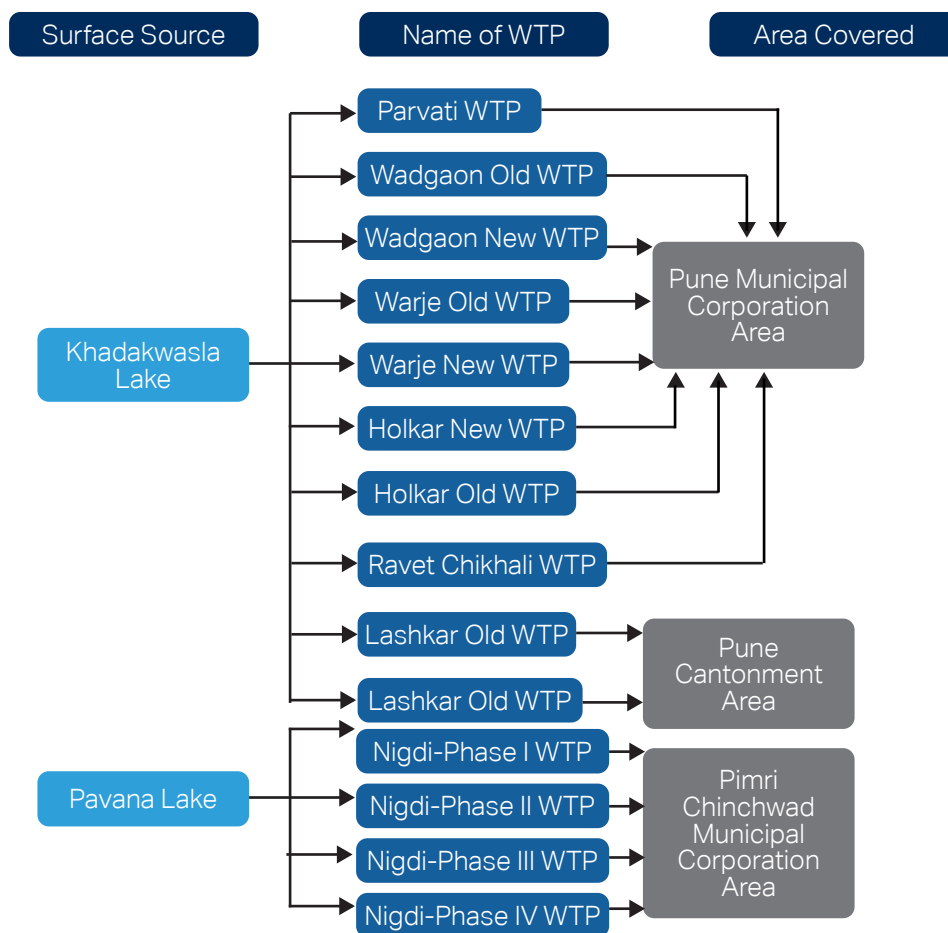 Surface Source
Name of WTP
Area Covered
Parvati WTP
Wadgaon Old WTP
Wadgaon New WTP
Warje Old WTP
Warje New WTP
Holkar New WTP
Holkar Old WTP
Ravet Chikhali WTP
Lashkar Old WTP
Lashkar Old WTP
Nigdi-Phase I WTP
Nigdi-Phase II WTP
Nigdi-Phase III WTP
Nigdi-Phase IV WTP
Khadakwasla
Lake
Pavana Lake
Pune Municipal
Corporation
Area
Pune
Cantonment
Area
Pimri
Chinchwad
Municipal
Corporation
Area